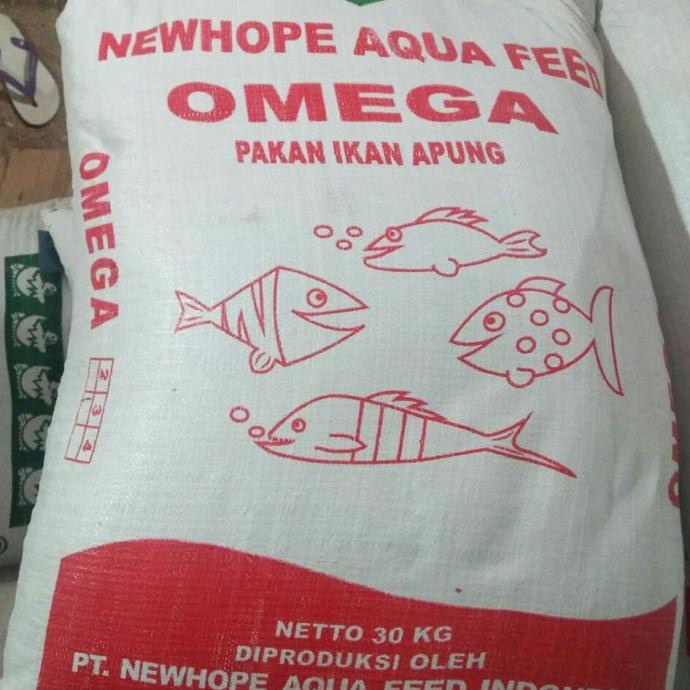 NEWHOPE AQUA FEED
OMEGA
PAKAN IKAN APUNG
OMEGA
2
3
4
NETTO 30 KG
DIPRODUKSI OLEH
PT. NEWHOPE AQUA FEED